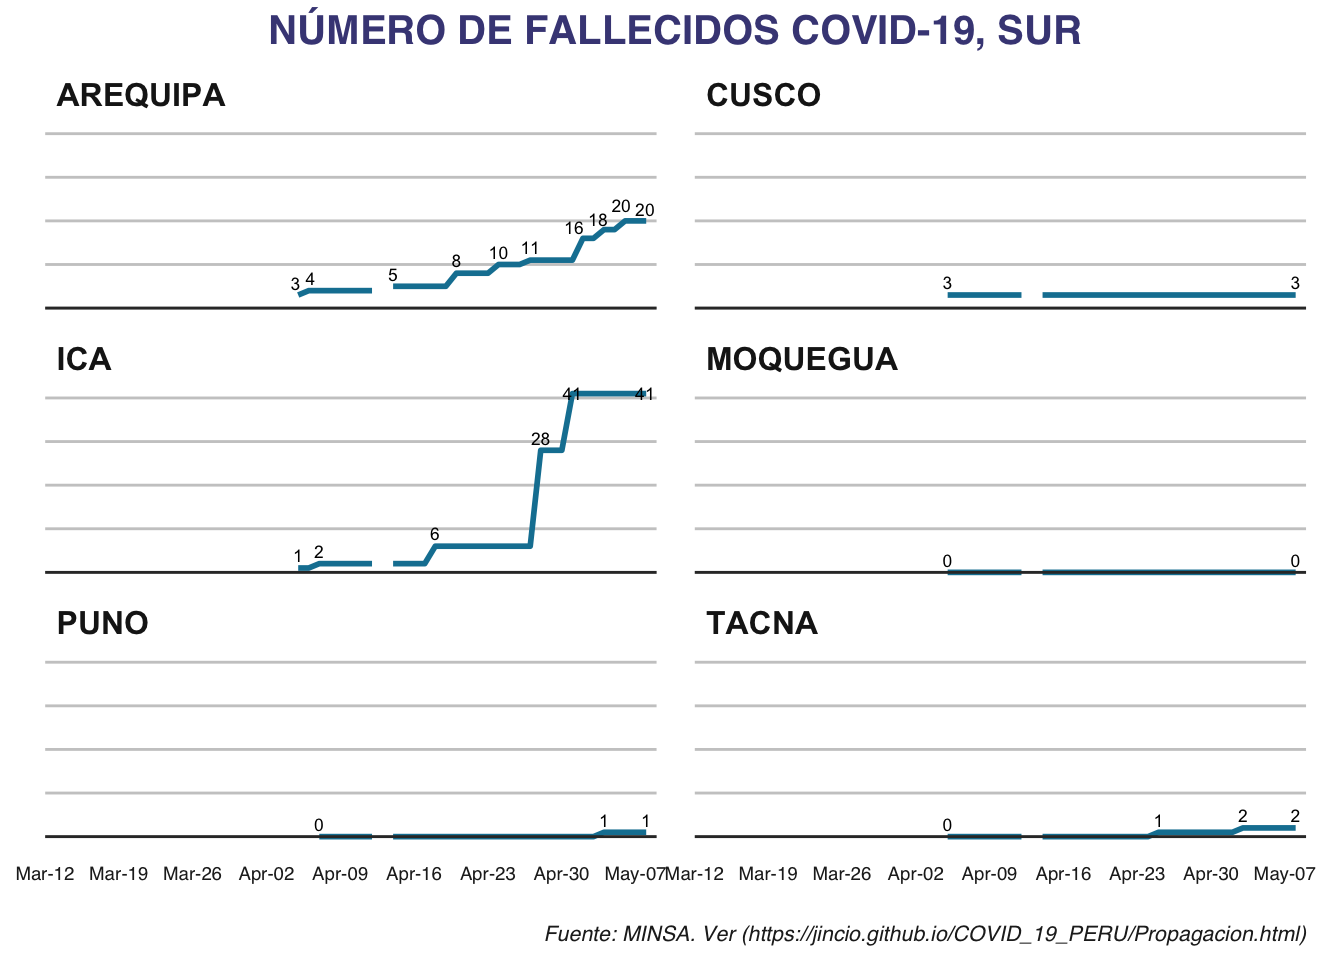 NÚMERO DE FALLECIDOS COVID-19, SUR
AREQUIPA
3 4 5 8 10 11 16 18 20 20
CUSCO
3 3
ICA
1 2 6 28 41 41
MOQUEGUA
0 0
PUNO
0 1 1
TACNA
0 1 2 2
Mar-12 Mar-19 Mar-26 Apr-02 Apr-09 Apr-16 Apr-23 Apr-30 May-07
Mar-12 Mar-19 Mar-26 Apr-02 Apr-09 Apr-16 Apr-23 Apr-30 May-07
Fuente: MINSA. Ver (https://jincio.github.io/COVID_19_PERU/Propagacion.html)